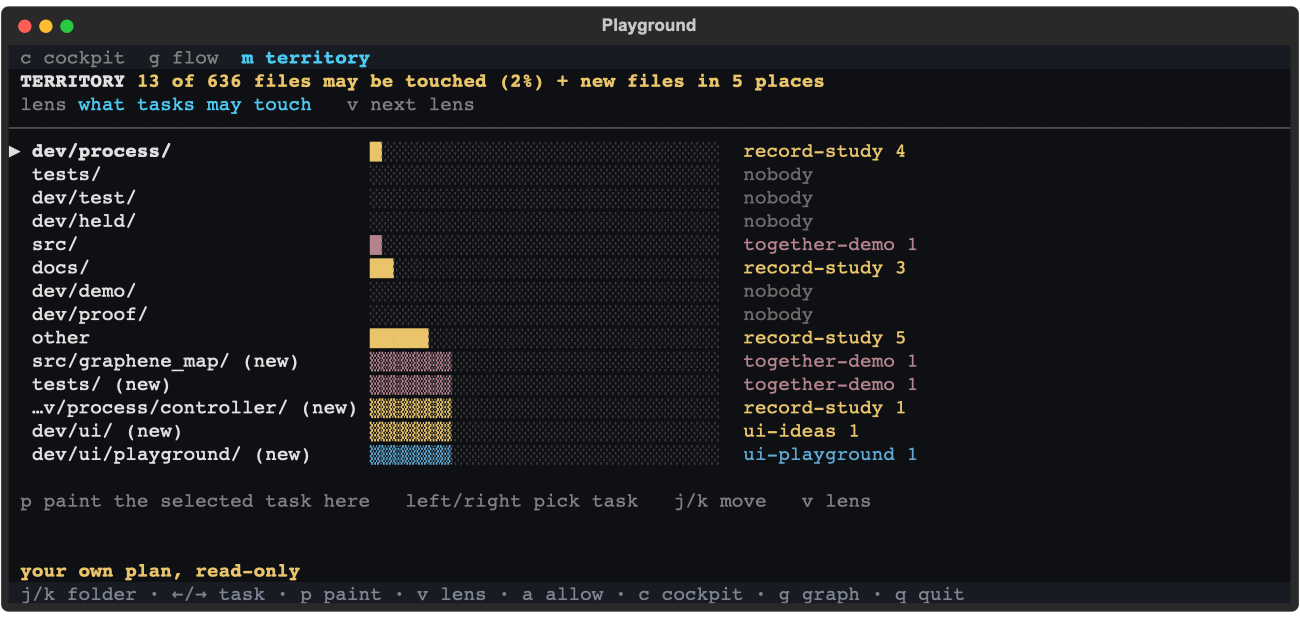 Playground
c cockpit g flow m territory
TERRITORY 13 of 636 files may be touched (2%) + new files in 5 places
lens what tasks may touch v next lens
▶ dev/process/ record-study 4
tests/ nobody
dev/test/ nobody
dev/held/ nobody
src/ together-demo 1
docs/ record-study 3
dev/demo/ nobody
dev/proof/ nobody
other record-study 5
src/graphene_map/ (new) together-demo 1
tests/ (new) together-demo 1
…v/process/controller/ (new) record-study 1
dev/ui/ (new) ui-ideas 1
dev/ui/playground/ (new) ui-playground 1
p paint the selected task here left/right pick task j/k move v lens
your own plan, read-only
j/k folder · ←/→ task · p paint · v lens · a allow · c cockpit · g graph · q quit